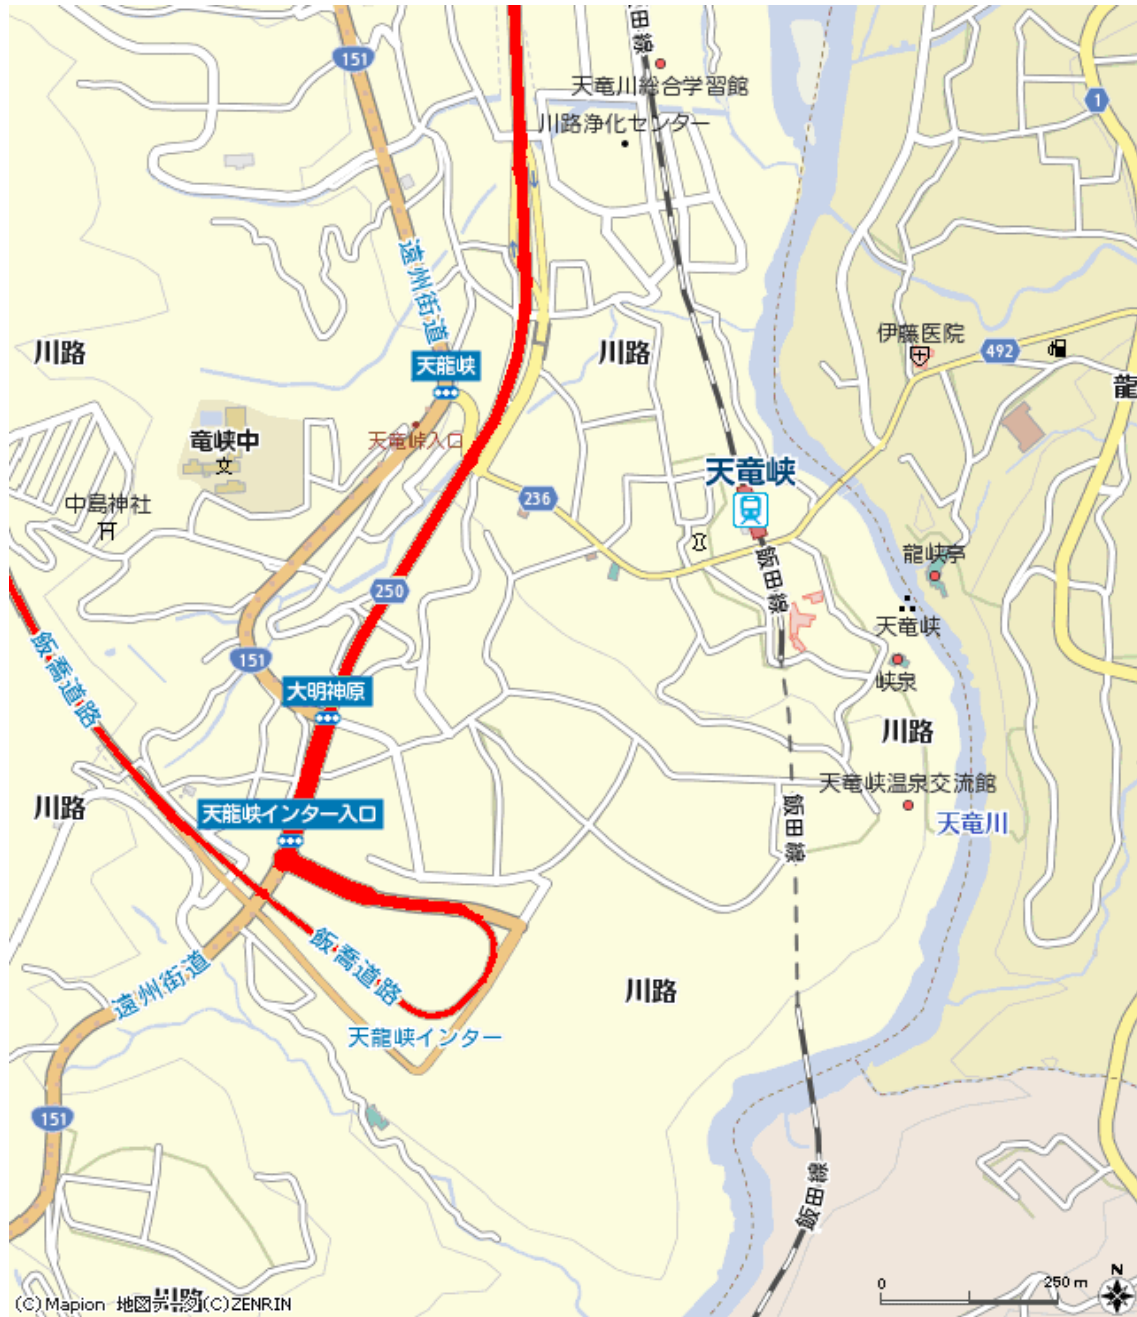 飯田線
151
天竜川総合学習館
1
川路浄化センター
遠州街道
伊藤医院
492
川路
川路
天龍峡
龍
天竜峡入口
竜峡中
天竜峡
236
中島神社
龍峡亭
飯田線
250
天竜峡
飯喬道路
151
峡泉
大明神原
川路
天竜峡温泉交流館
川路
天龍峡インター入口
飯田線
天竜川
飯喬道路
遠州街道
川路
天龍峡インター
151
飯田線
川路
N
0 250 m
(C)Mapion 地図データ(C)ZENRIN